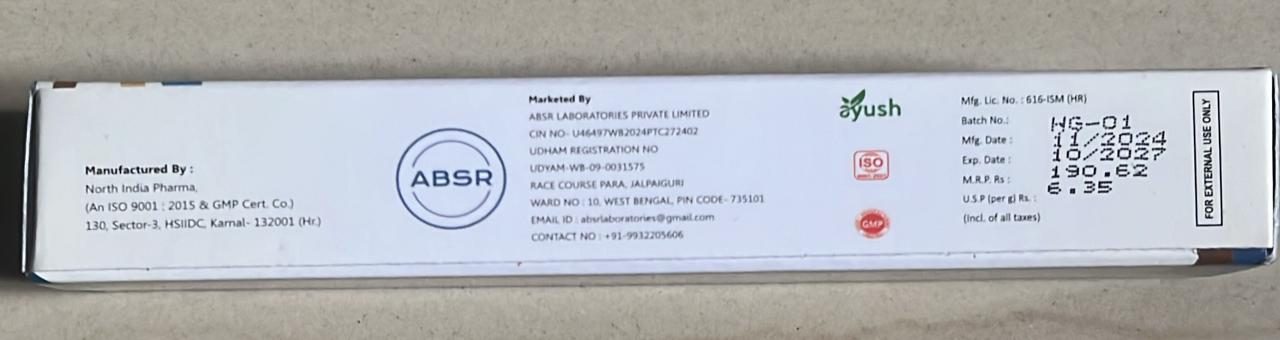 Manufactured By :
North India Pharma,
(An ISO 9001 : 2015 & GMP Cert. Co.)
130, Sector-3, HSIIDC, Karnal- 132001 (Hr.)
ABSR
Marketed By
ABSR LABORATORIES PRIVATE LIMITED
CIN NO- U46497WB2024PTC272402
UDHAM REGISTRATION NO
UDYAM-WB-09-0031575
RACE COURSE PARA, JALPAIGURI
WARD NO : 10, WEST BENGAL, PIN CODE- 735101
EMAIL ID : absrlaboratories@gmail.com
CONTACT NO : +91-9932205606
ayush
ISO
GMP
Mfg. Lic. No. : 616-ISM (HR)
Batch No.: HG-01
Mfg. Date : 11/2024
Exp. Date : 10/2027
M.R.P. Rs : 190.62
U.S.P (per g) Rs. : 6.35
(Incl. of all taxes)
FOR EXTERNAL USE ONLY